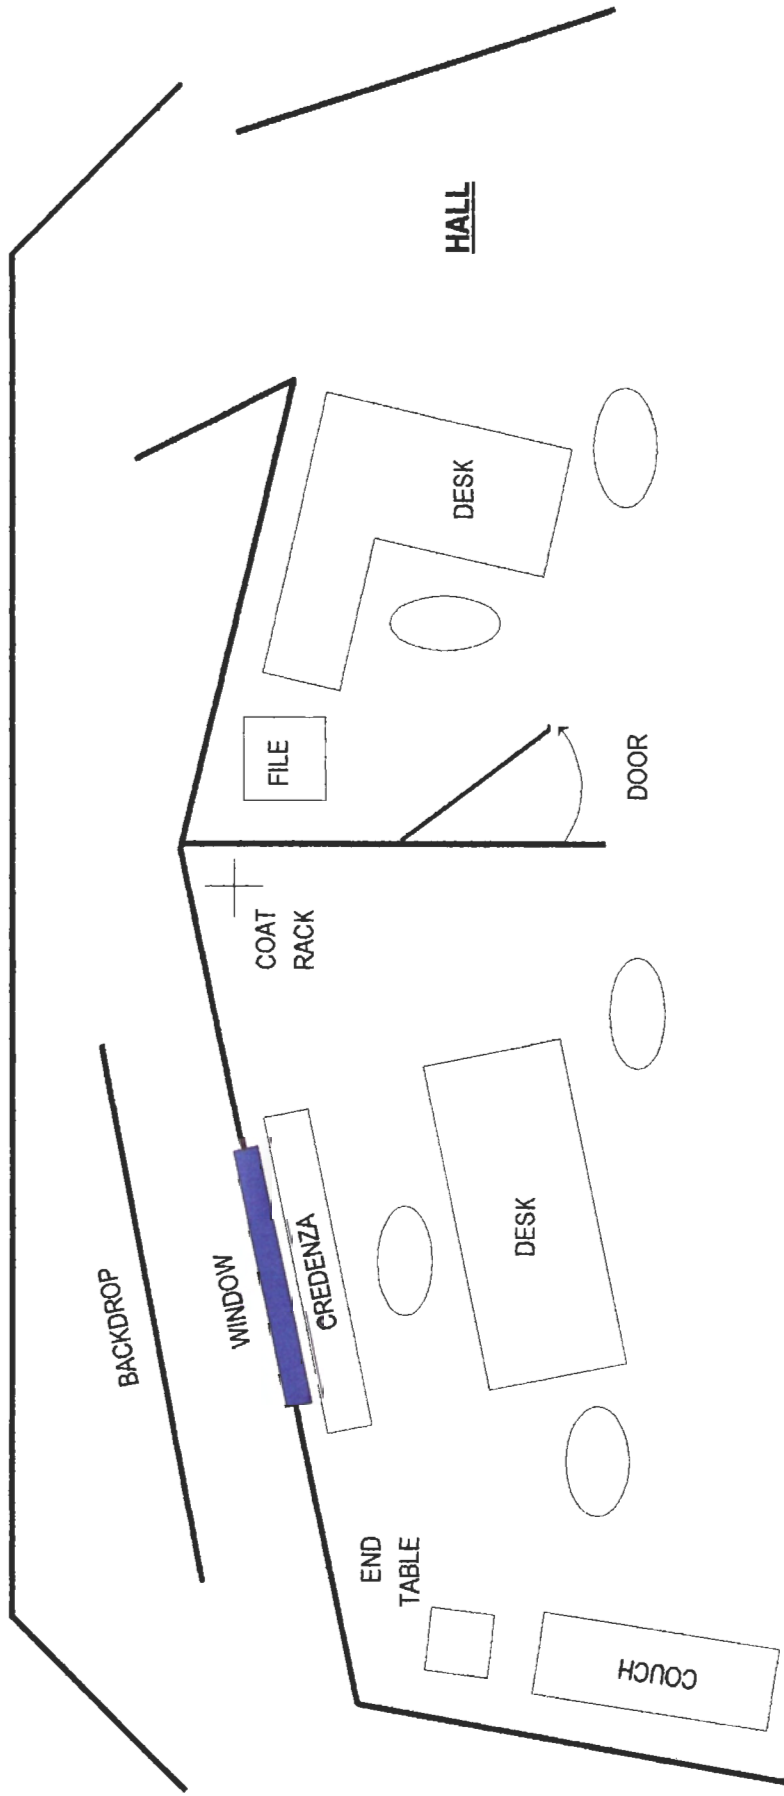 BACKDROP
WINDOW
CREDENZA
END
TABLE
COUCH
DESK
COAT
RACK
FILE
DOOR
DESK
HALL